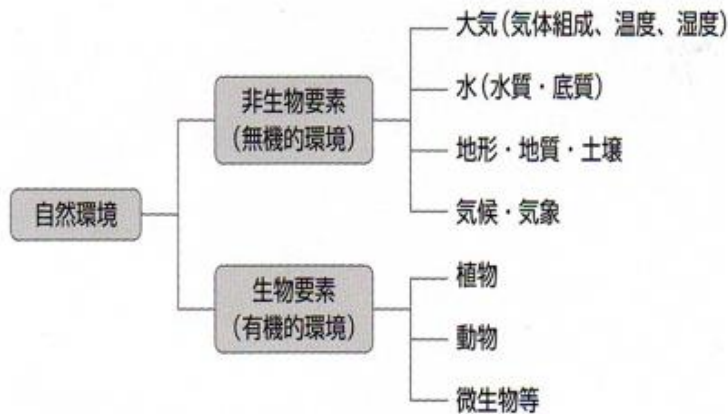 大気(気体組成、温度、湿度)
非生物要素
(無機的環境)
水(水質・底質)
地形・地質・土壌
気候・気象
自然環境
生物要素
(有機的環境)
植物
動物
微生物等